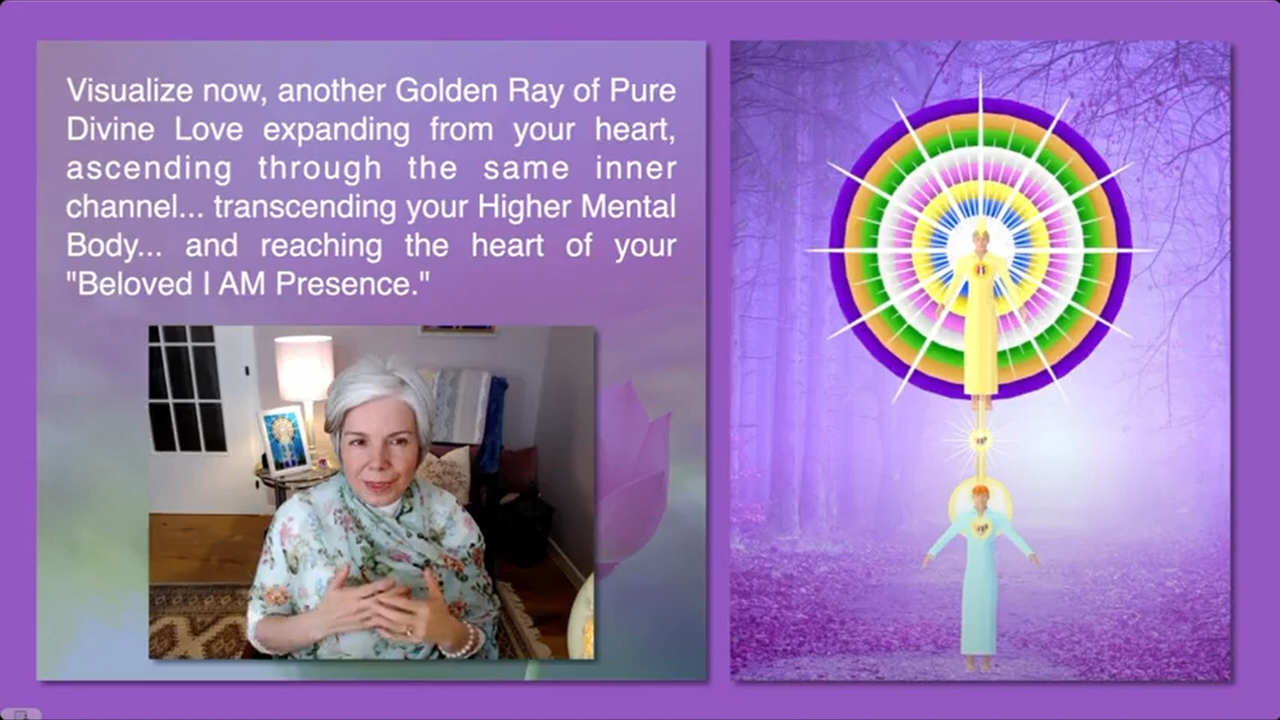 Visualize now, another Golden Ray of Pure
Divine Love expanding from your heart,
ascending through the same inner
channel... transcending your Higher Mental
Body... and reaching the heart of your
"Beloved I AM Presence."